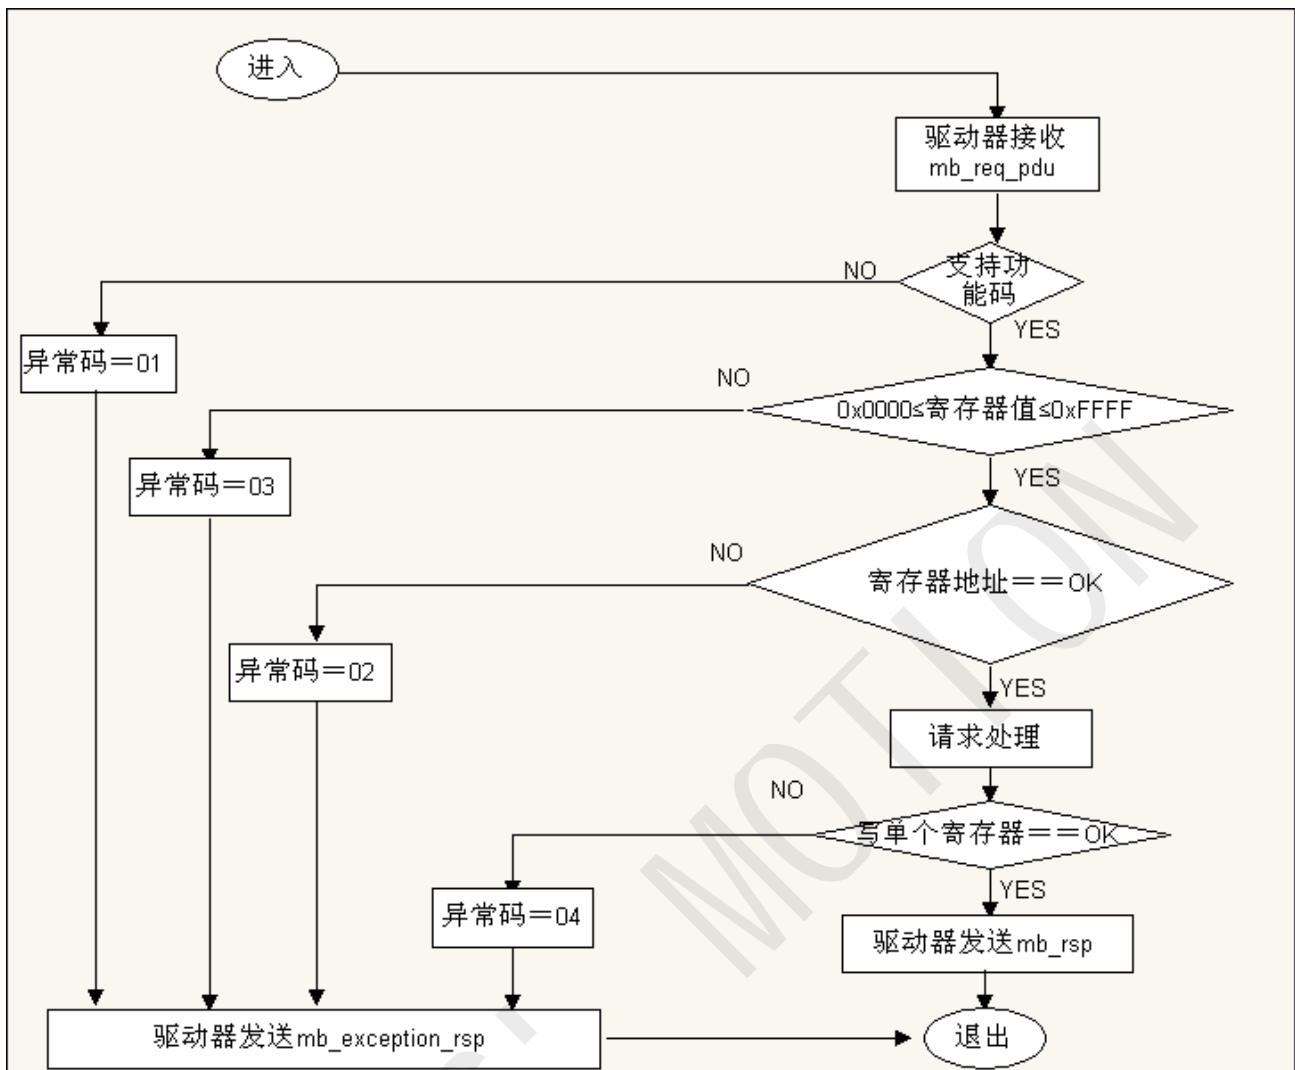 进入
驱动器接收
mb_req_pdu
支持功
能码
NO
YES
异常码＝01
0x0000≤寄存器值≤0xFFFF
NO
YES
异常码＝03
寄存器地址＝＝OK
NO
YES
异常码＝02
请求处理
写单个寄存器＝＝OK
NO
YES
异常码＝04
驱动器发送mb_rsp
驱动器发送mb_exception_rsp
退出
MOTION